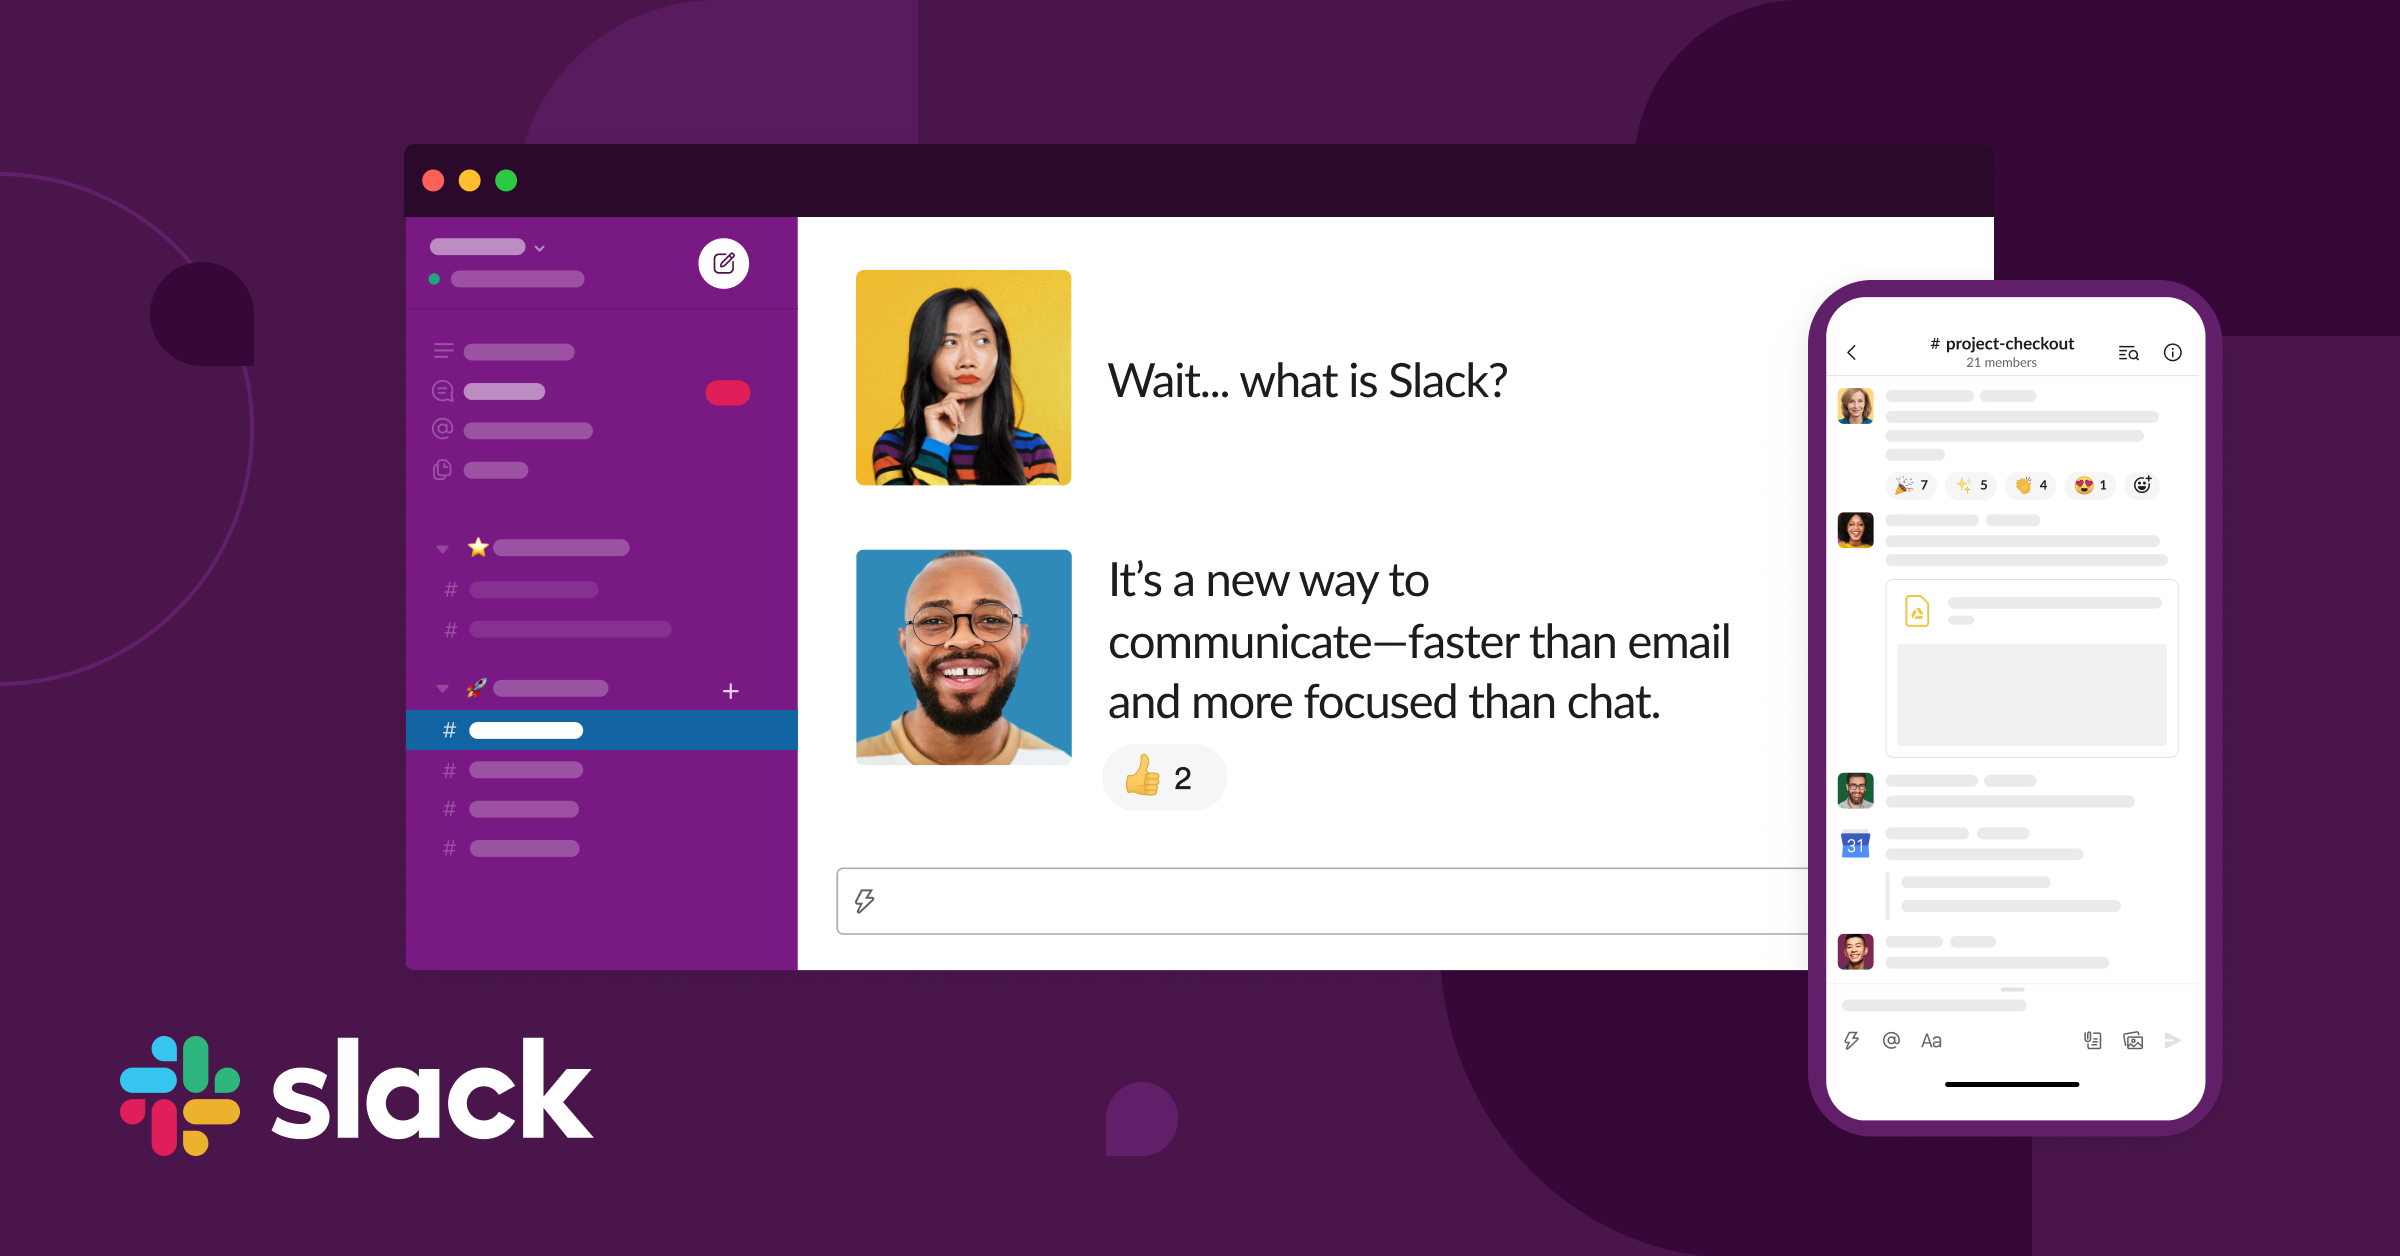 Wait... what is Slack?
It’s a new way to
communicate—faster than email
and more focused than chat.
2
# project-checkout
21 members
7 5 4 1
31
Aa
slack